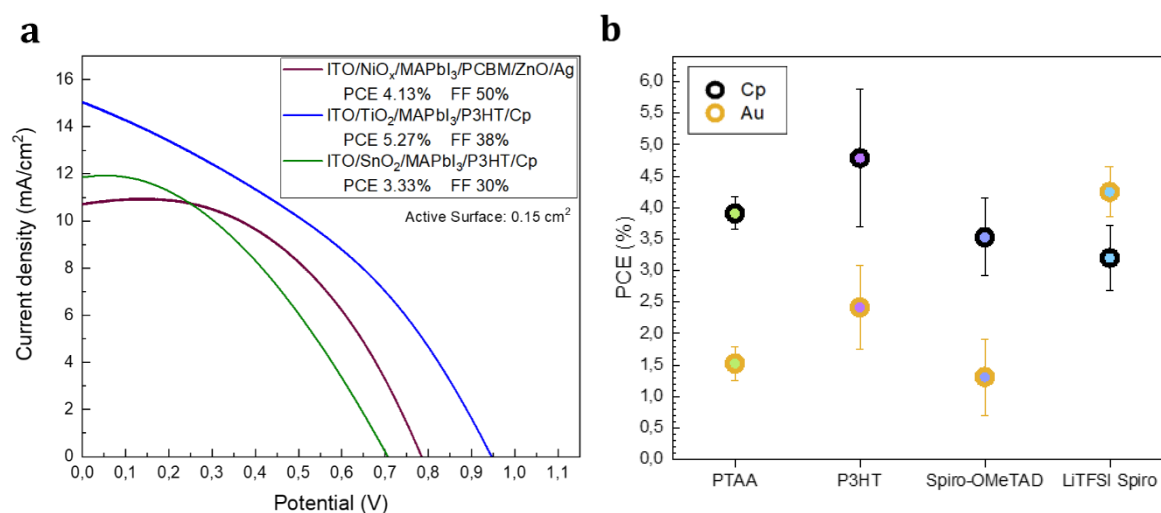 a
Current density (mA/cm²)
16
14
12
10
8
6
4
2
0
0,0 0,1 0,2 0,3 0,4 0,5 0,6 0,7 0,8 0,9 1,0 1,1
Potential (V)
ITO/NiOₓ/MAPbI₃/PCBM/ZnO/Ag
PCE 4.13% FF 50%
ITO/TiO₂/MAPbI₃/P3HT/Cp
PCE 5.27% FF 38%
ITO/SnO₂/MAPbI₃/P3HT/Cp
PCE 3.33% FF 30%
Active Surface: 0.15 cm²
b
PCE (%)
6,0
5,5
5,0
4,5
4,0
3,5
3,0
2,5
2,0
1,5
1,0
0,5
0,0
Cp
Au
PTAA P3HT Spiro-OMeTAD LiTFSI Spiro